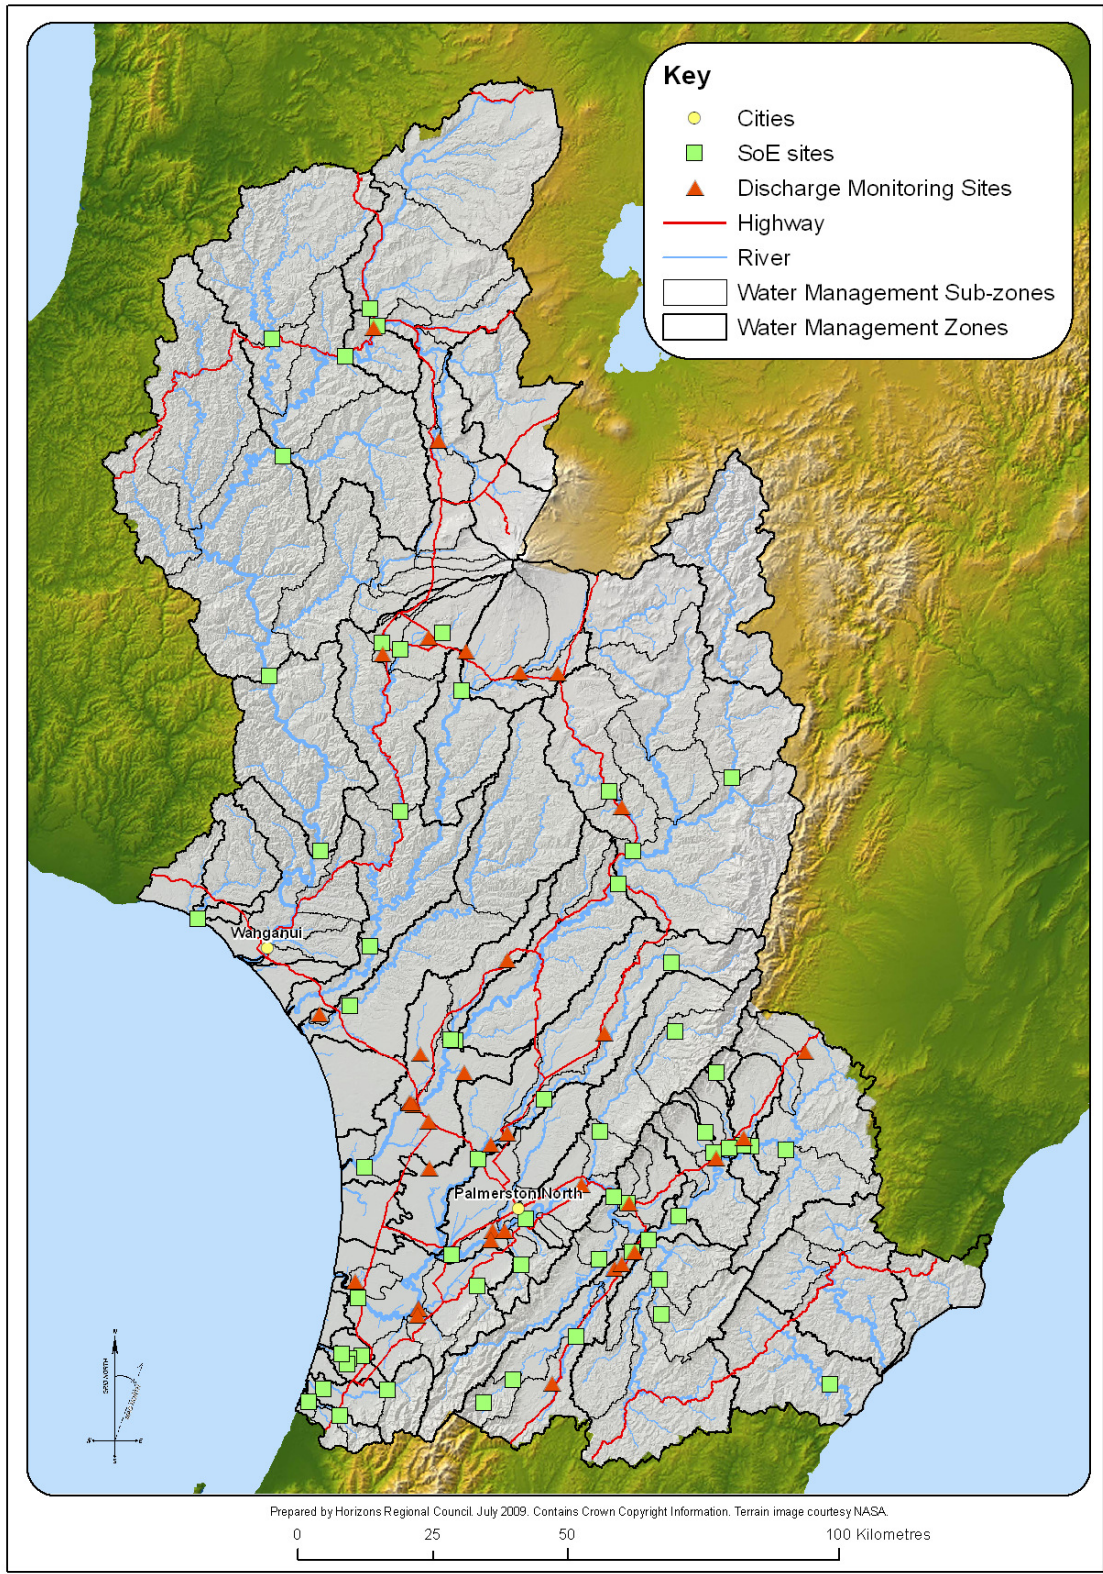 Key
Cities
SoE sites
Discharge Monitoring Sites
Highway
River
Water Management Sub-zones
Water Management Zones
Wanganui
Palmerston North
Prepared by Horizons Regional Council. July 2009. Contains Crown Copyright Information. Terrain image courtesy NASA.
0 25 50 100 Kilometres